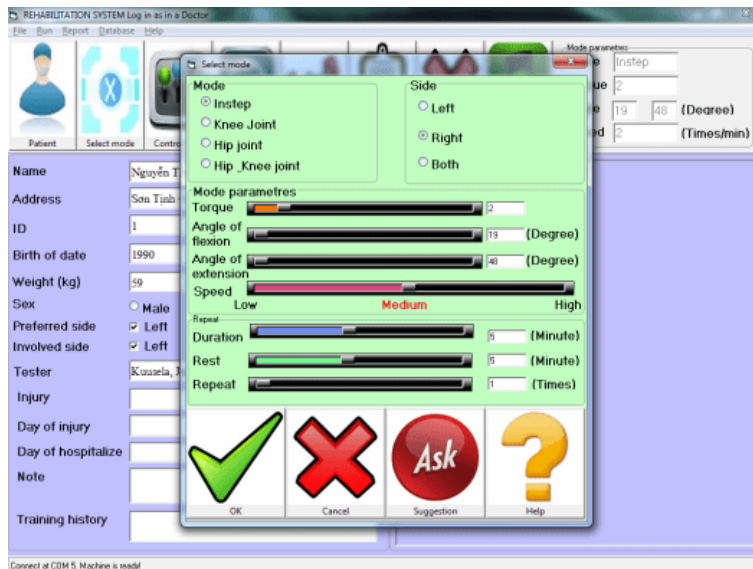 REHABILITATION SYSTEM Log in as in a Doctor
File Run Report Database Help
Patient
Select mode
Mode parametres
Instep
2
19 48 (Degree)
2 (Times/min)
Name Nguyễn
Address Sơn Tịnh
ID 1
Birth of date 1990
Weight (kg) 59
Sex Male
Preferred side Left
Involved side Left
Tester Kuusela,
Injury
Day of injury
Day of hospitalize
Note
Training history
Select mode
Mode
Instep
Knee Joint
Hip joint
Hip _Knee joint
Side
Left
Right
Both
Mode parametres
Torque 2
Angle of flexion 19 (Degree)
Angle of extension 48 (Degree)
Speed
Low Medium High
Repeat
Duration 5 (Minute)
Rest 5 (Minute)
Repeat 1 (Times)
Ask
OK Cancel Suggestion Help
Connect at COM 5. Machine is ready!